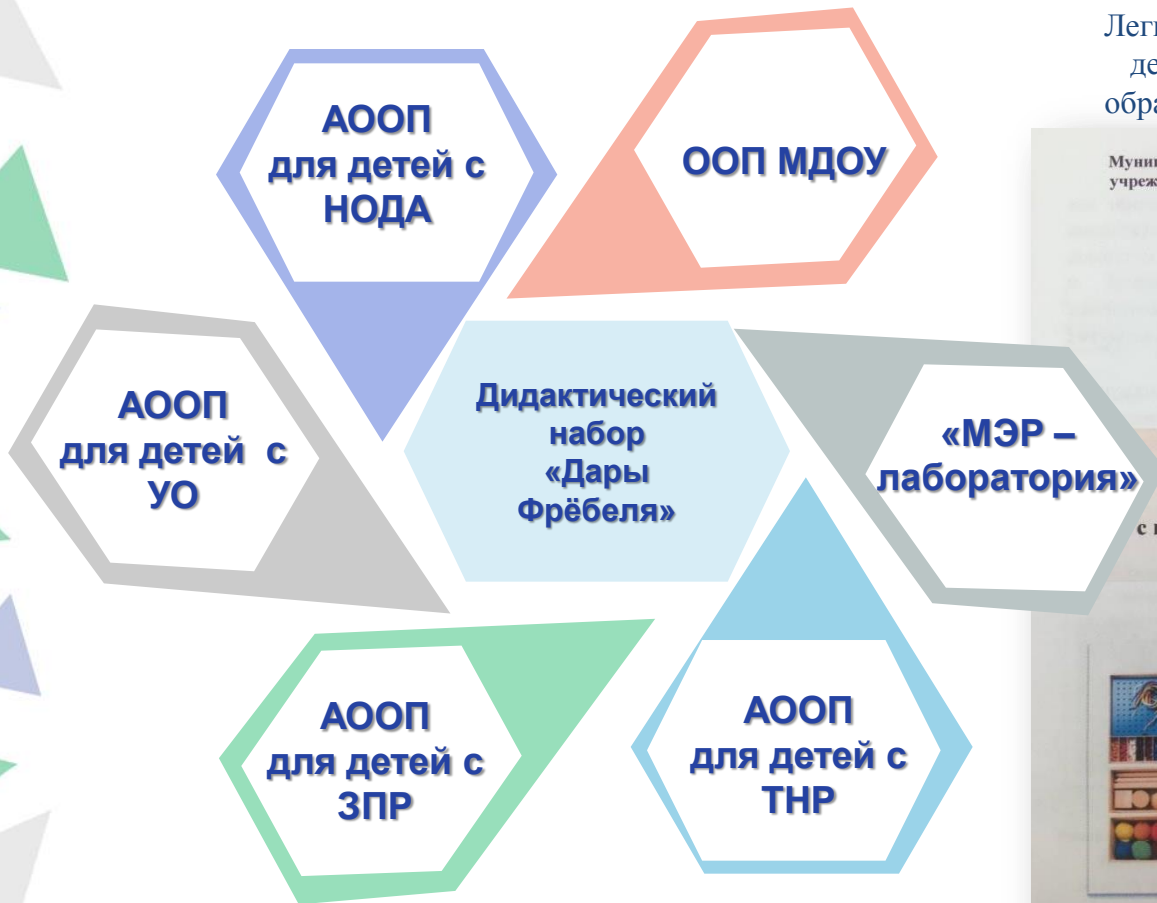 АООП
для детей с
НОДА
ООП МДОУ
АООП
для детей с
УО
Дидактический
набор
«Дары
Фрёбеля»
«МЭР –
лаборатория»
АООП
для детей с
ЗПР
АООП
для детей с
ТНР
с